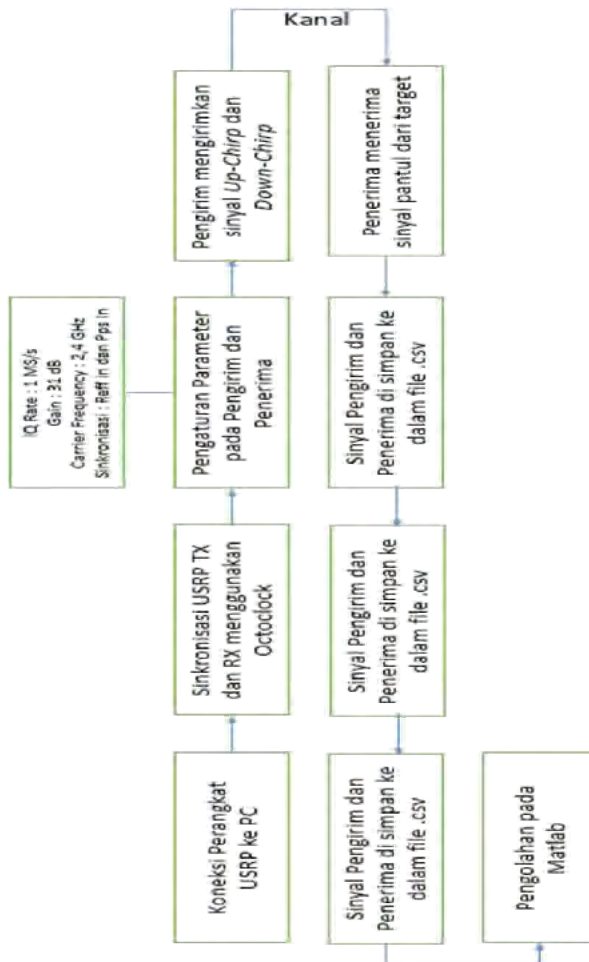 Koneksi Perangkat
USRP ke PC
Sinkronisasi USRP TX
dan RX menggunakan
Octoclock
IQ Rate : 1 MS/s
Gain : 31 dB
Carrier Frequency : 2,4 GHz
Sinkronisasi : Reff In dan Pps In
Pengaturan Parameter
pada Pengirim dan
Penerima
Pengirim mengirimkan
sinyal Up-Chirp dan
Down-Chirp
Kanal
Penerima menerima
sinyal pantul dari target
Sinyal Pengirim dan
Penerima di simpan ke
dalam file .csv
Sinyal Pengirim dan
Penerima di simpan ke
dalam file .csv
Sinyal Pengirim dan
Penerima di simpan ke
dalam file .csv
Pengolahan pada
Matlab